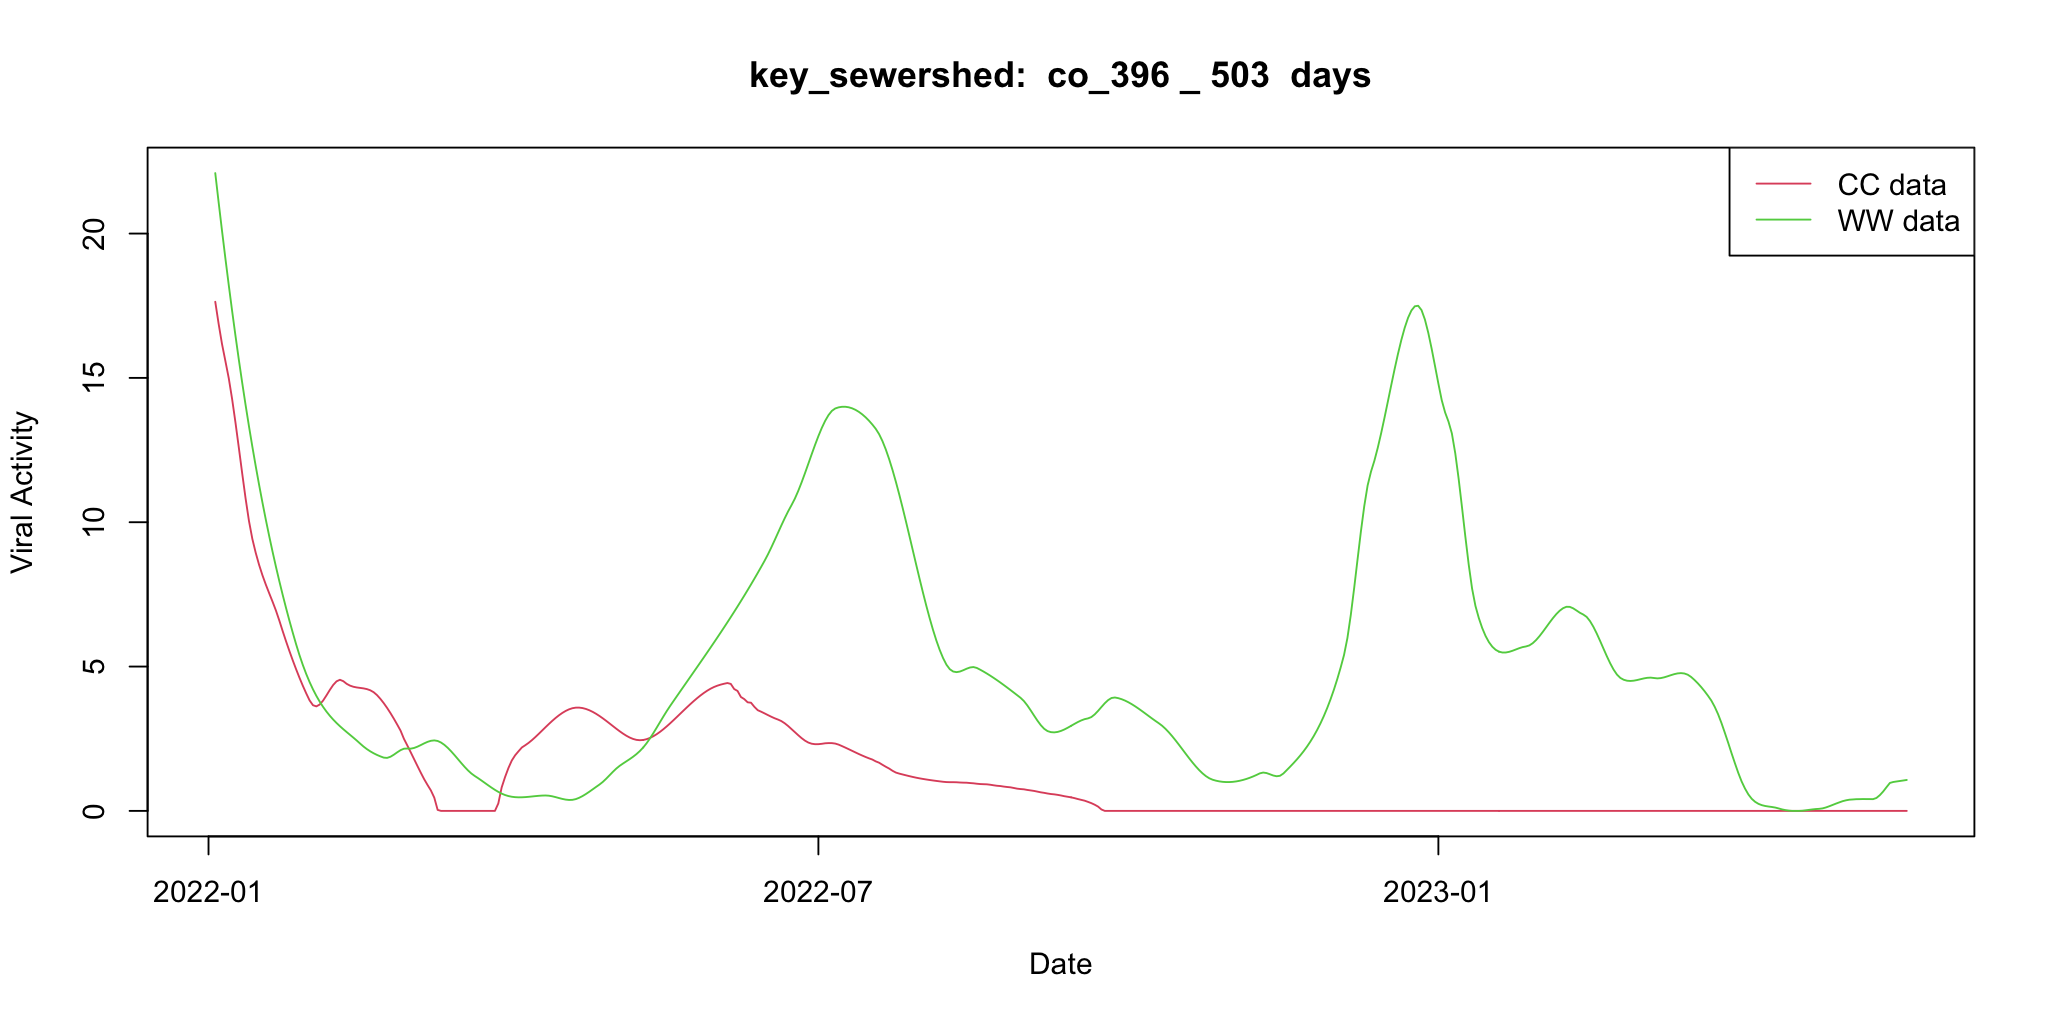 key_sewershed:  co_396 _ 503  days
CC data
WW data
Viral Activity
20
15
10
5
0
2022-01
2022-07
2023-01
Date